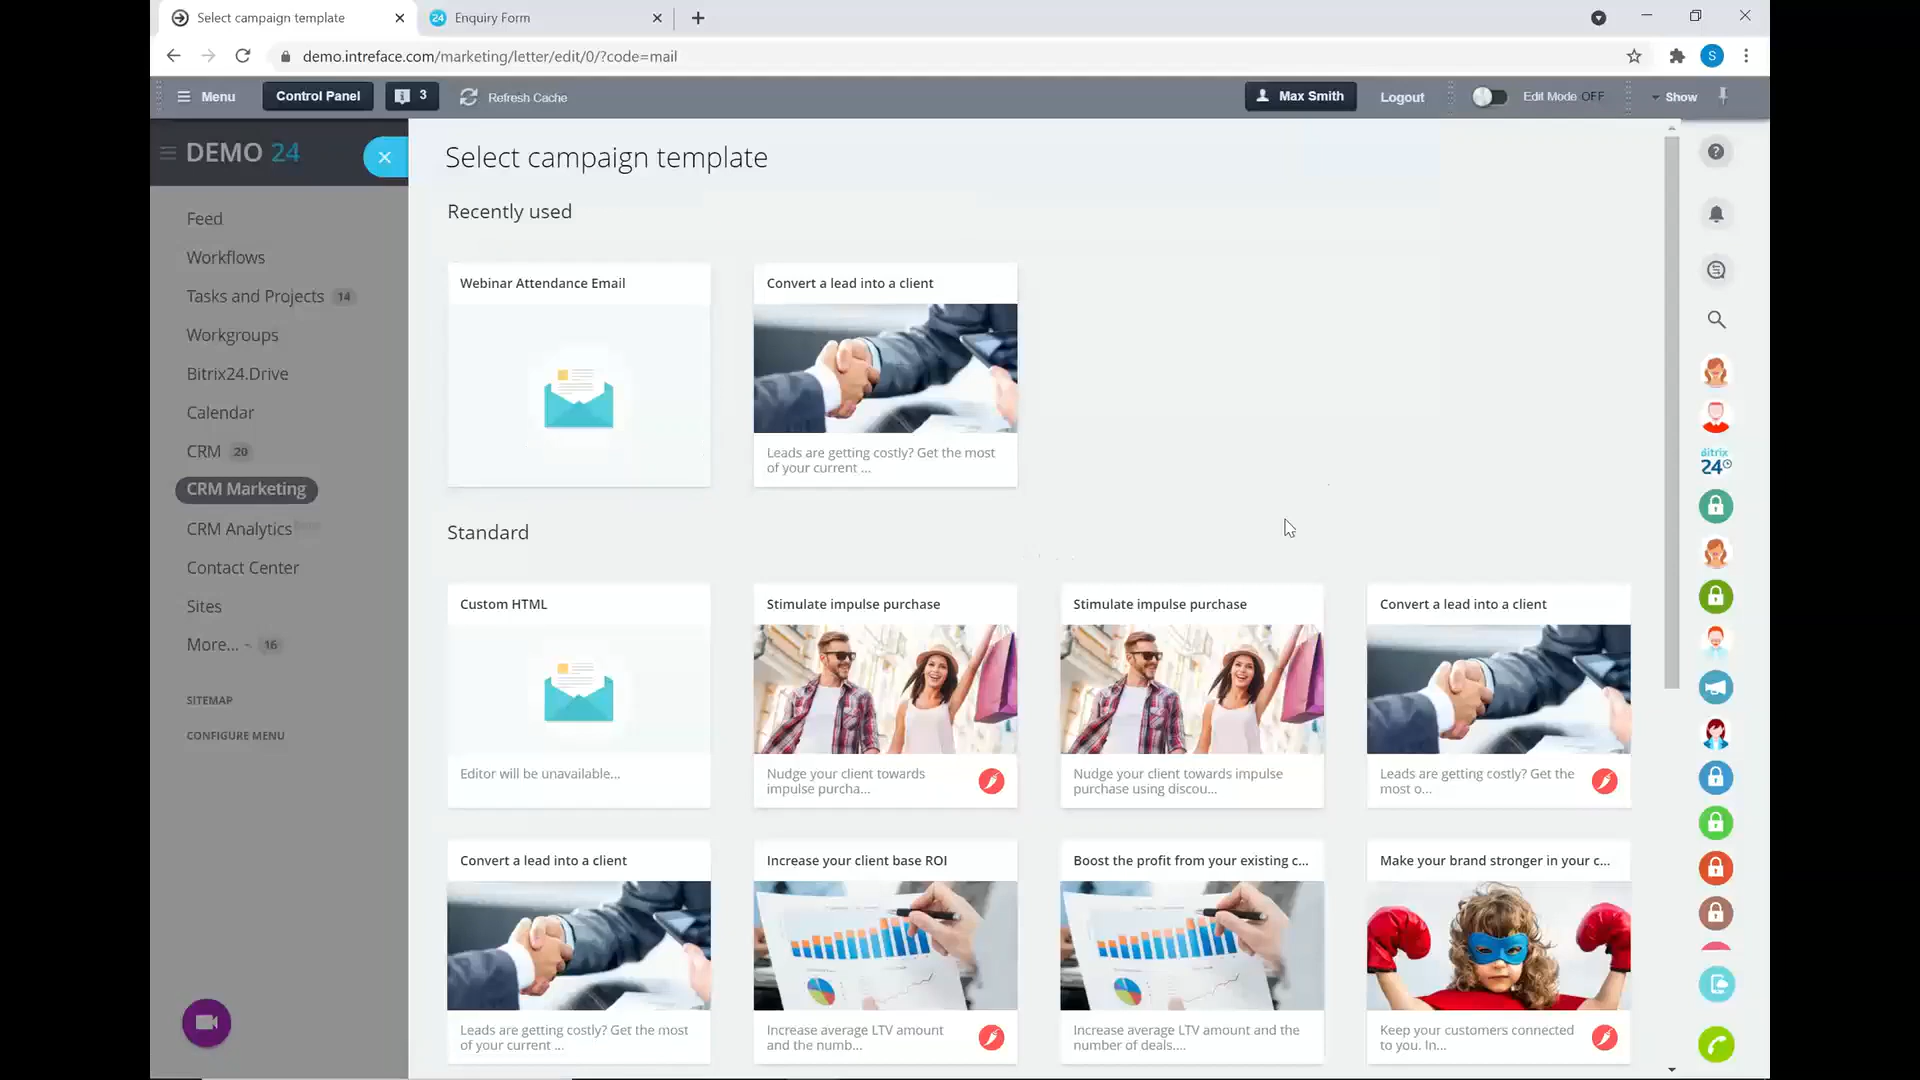 Select campaign template
24 Enquiry Form
demo.intreface.com/marketing/letter/edit/0/?code=mail
S
Menu
Control Panel
3
Refresh Cache
Max Smith
Logout
Edit Mode OFF
Show
DEMO 24
Feed
Workflows
Tasks and Projects 14
Workgroups
Bitrix24.Drive
Calendar
CRM 20
CRM Marketing
CRM Analytics
Contact Center
Sites
More... 16
SITEMAP
CONFIGURE MENU
Select campaign template
Recently used
Webinar Attendance Email
Convert a lead into a client
Leads are getting costly? Get the most
of your current ...
Standard
Custom HTML
Editor will be unavailable...
Stimulate impulse purchase
Nudge your client towards
impulse purcha...
Stimulate impulse purchase
Nudge your client towards impulse
purchase using discou...
Convert a lead into a client
Leads are getting costly? Get the
most o...
Convert a lead into a client
Leads are getting costly? Get the most
of your current ...
Increase your client base ROI
Increase average LTV amount
and the numb...
Boost the profit from your existing c...
Increase average LTV amount and the
number of deals....
Make your brand stronger in your c...
Keep your customers connected
to you. In...
bitrix
24